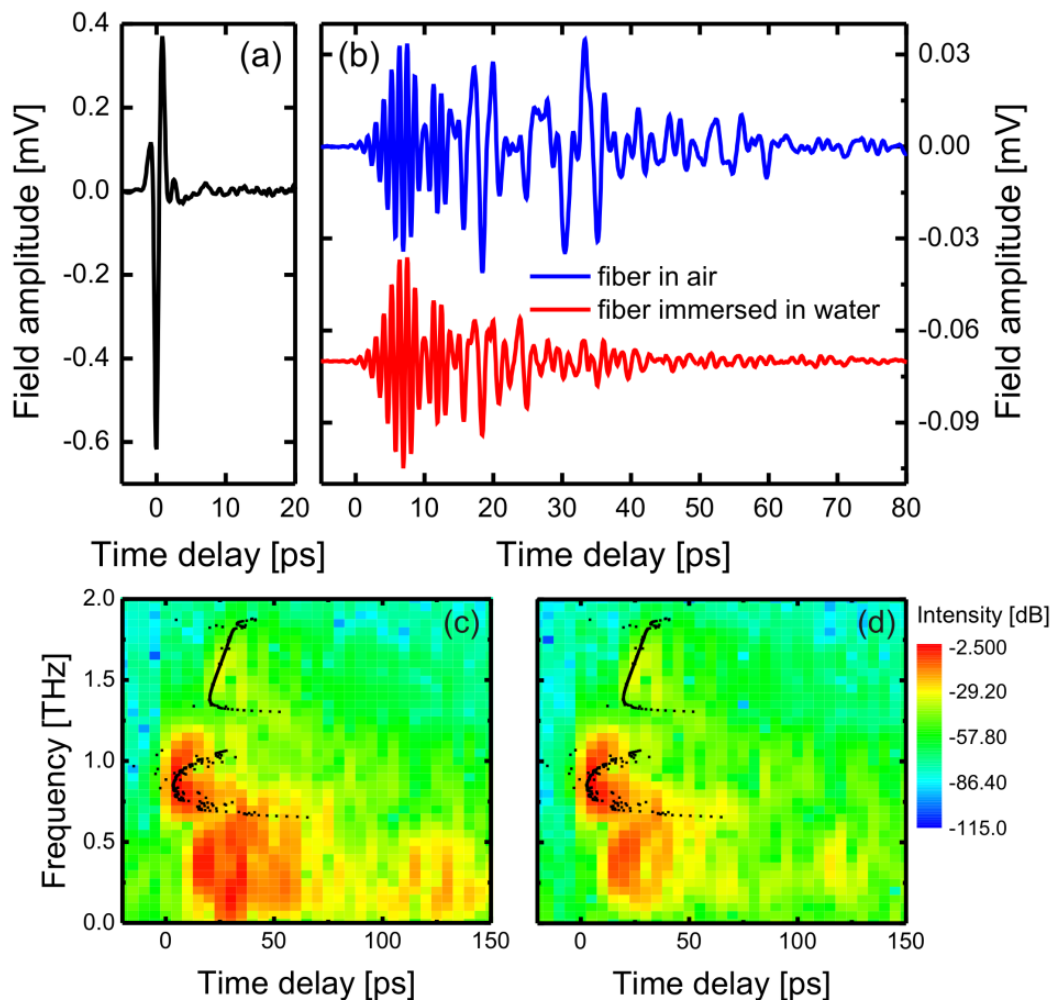 (a)
0.4
0.2
0.0
-0.2
-0.4
-0.6
Field amplitude [mV]
0 10 20
Time delay [ps]
(b)
fiber in air
fiber immersed in water
0.03
0.00
-0.03
-0.06
-0.09
Field amplitude [mV]
0 10 20 30 40 50 60 70 80
Time delay [ps]
(c)
2.0
1.5
1.0
0.5
0.0
Frequency [THz]
0 50 100 150
Time delay [ps]
(d)
0 50 100 150
Time delay [ps]
Intensity [dB]
-2.500
-29.20
-57.80
-86.40
-115.0